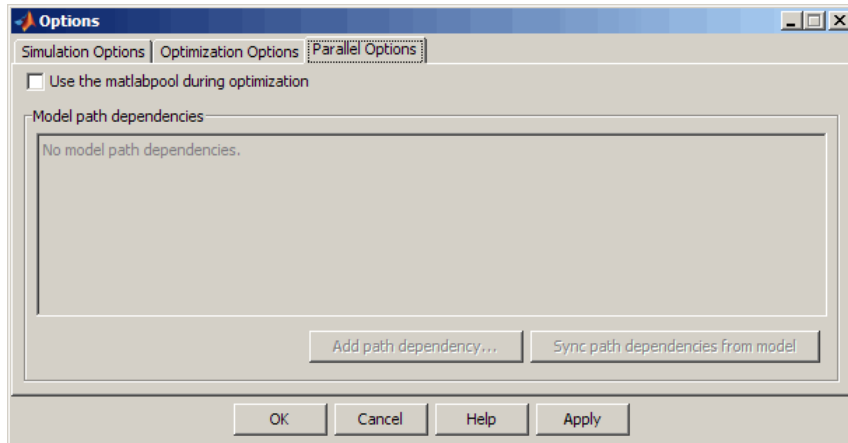 Options
Simulation Options Optimization Options Parallel Options
Use the matlabpool during optimization
Model path dependencies
No model path dependencies.
Add path dependency... Sync path dependencies from model
OK Cancel Help Apply